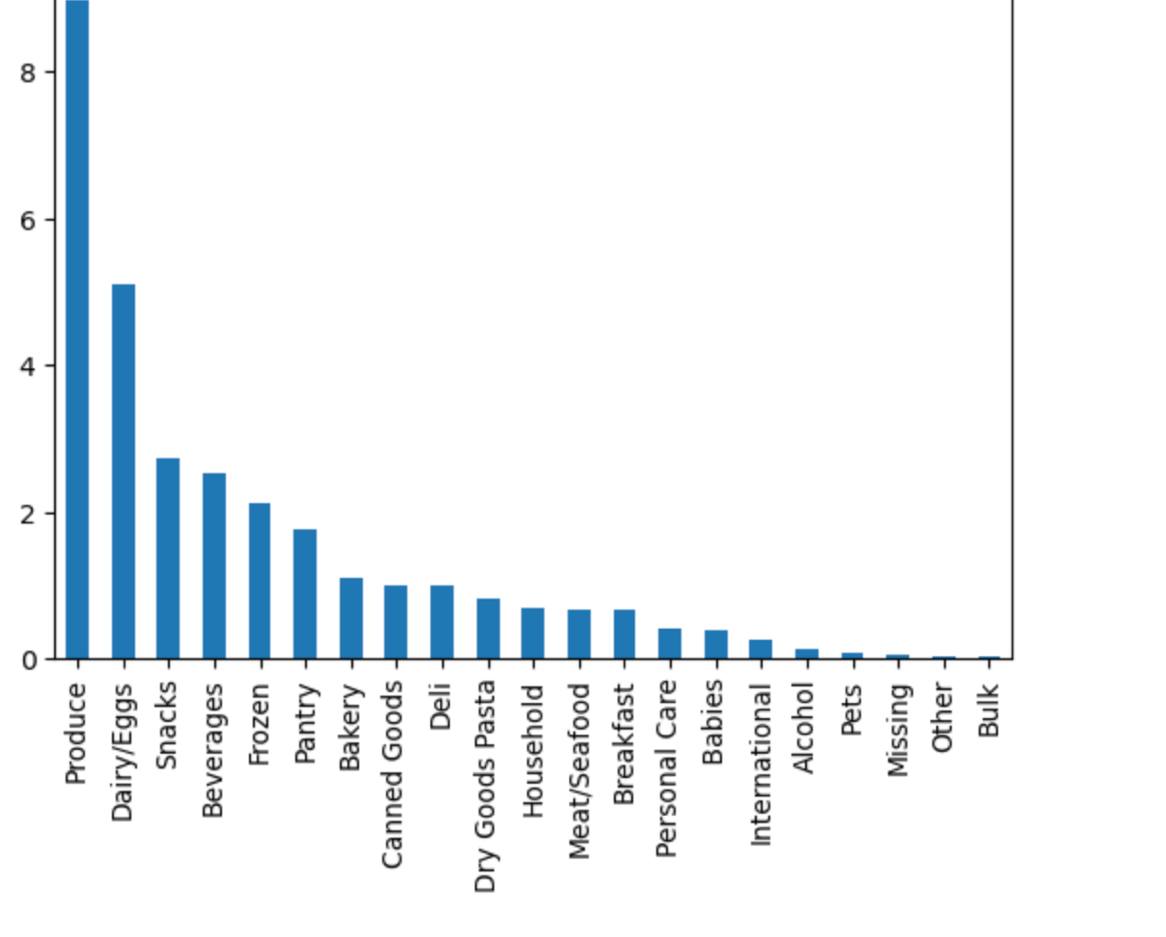 8
6
4
2
0
Produce
Dairy/Eggs
Snacks
Beverages
Frozen
Pantry
Bakery
Canned Goods
Deli
Dry Goods Pasta
Household
Meat/Seafood
Breakfast
Personal Care
Babies
International
Alcohol
Pets
Missing
Other
Bulk